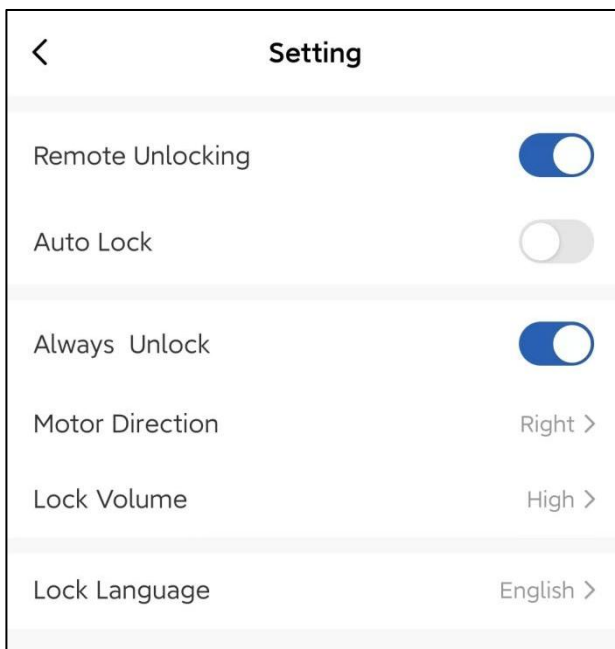 Setting
Remote Unlocking
Auto Lock
Always Unlock
Motor Direction Right >
Lock Volume High >
Lock Language English >